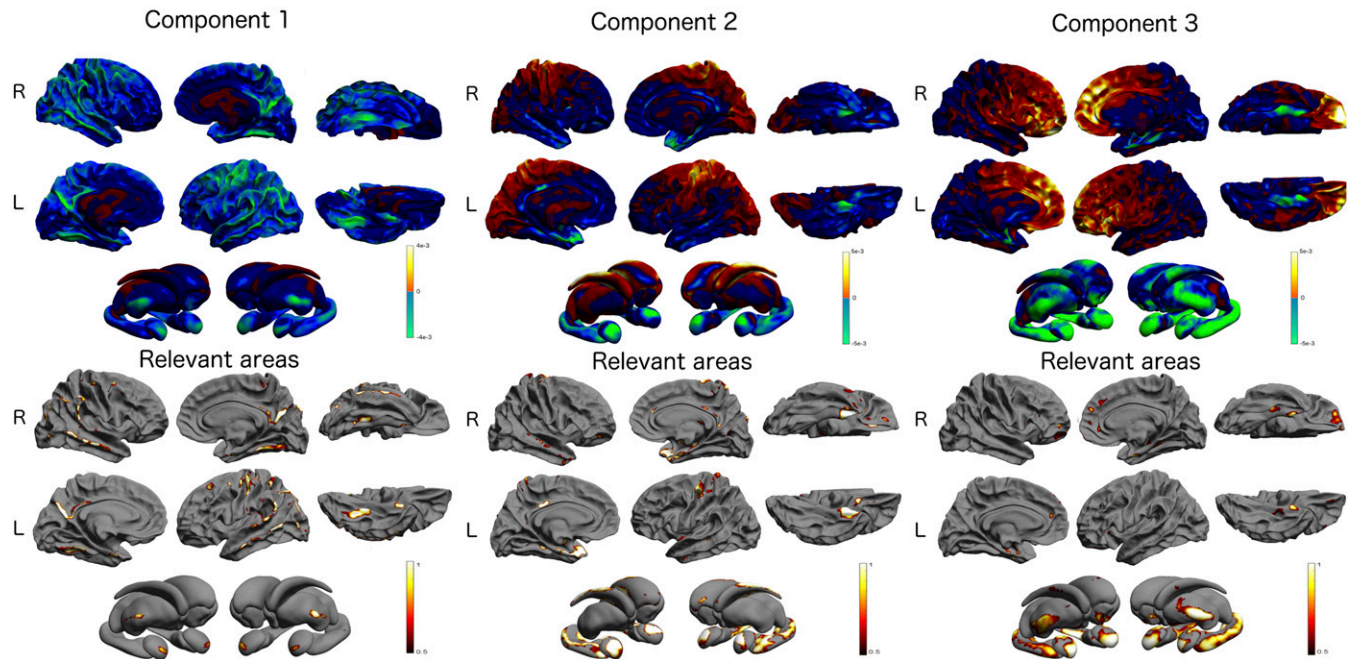 Component 1
Component 2
Component 3
R
R
R
L
L
L
4e-3
0
-4e-3
5e-3
0
-5e-3
5e-3
0
-5e-3
Relevant areas
Relevant areas
Relevant areas
R
R
R
L
L
L
1
0.5
1
0.5
1
0.5